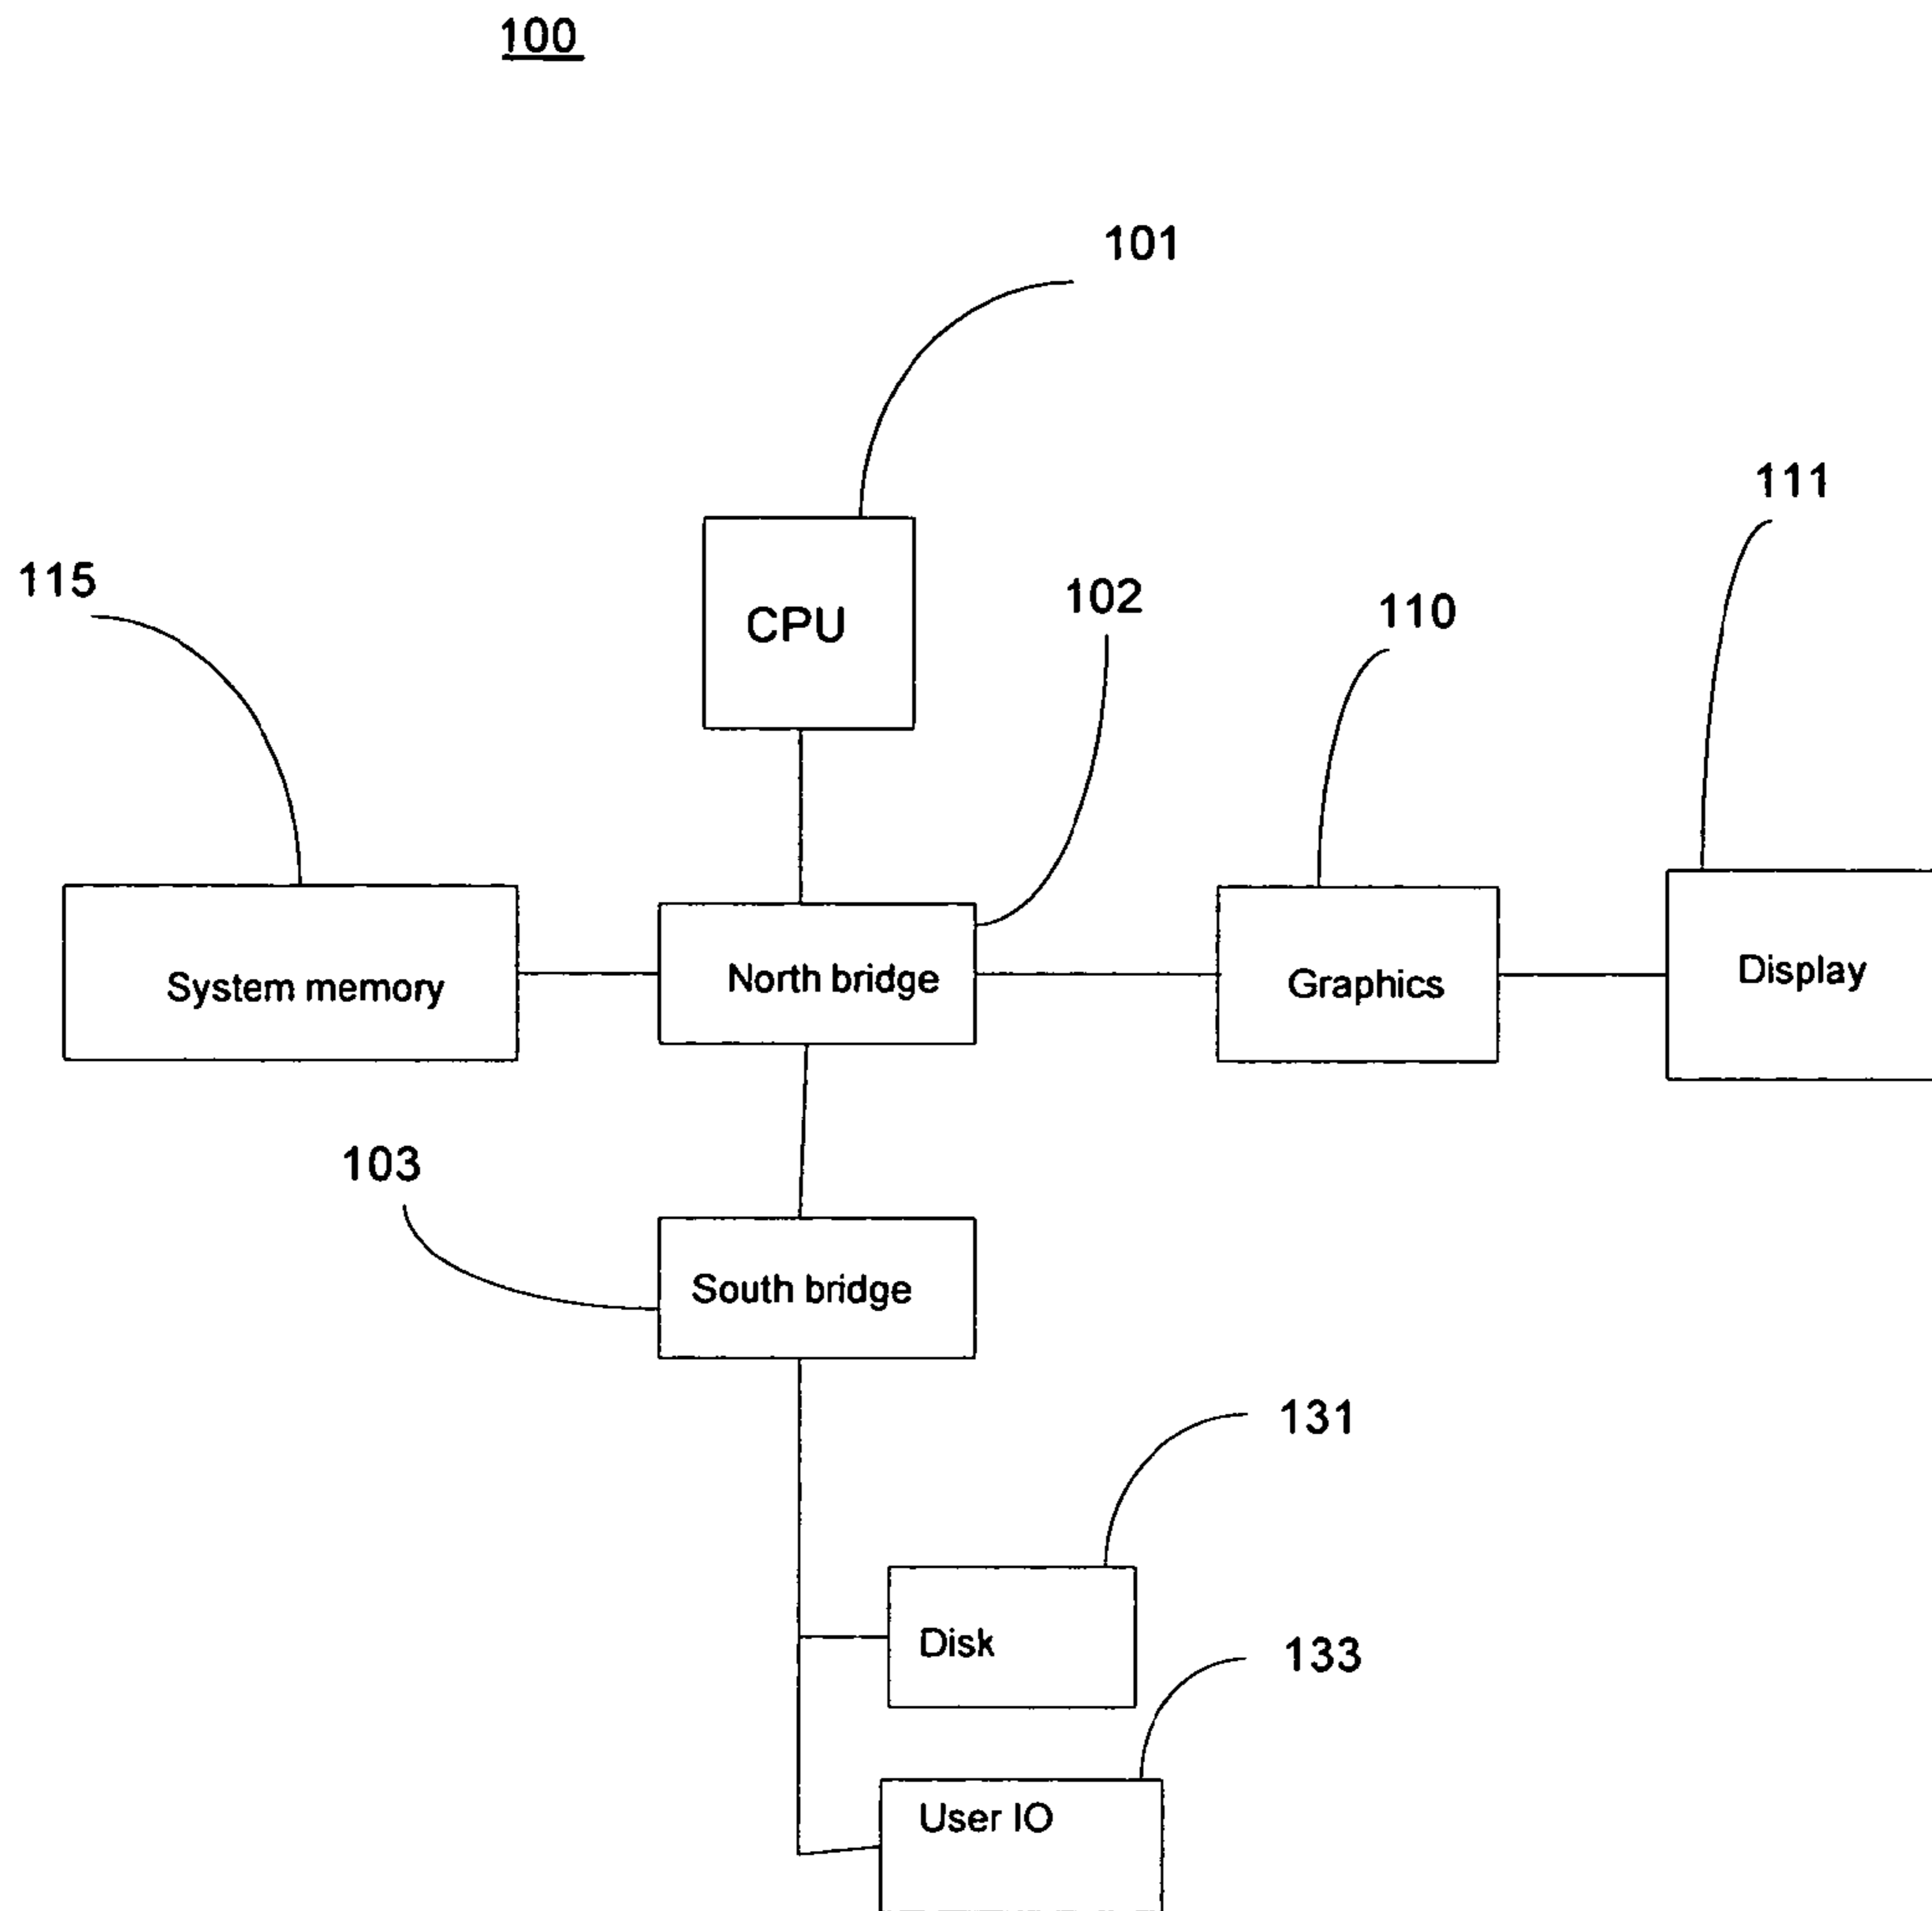 100
101
111
115
102
110
CPU
System memory
North bridge
Graphics
Display
103
South bridge
131
Disk
133
User IO